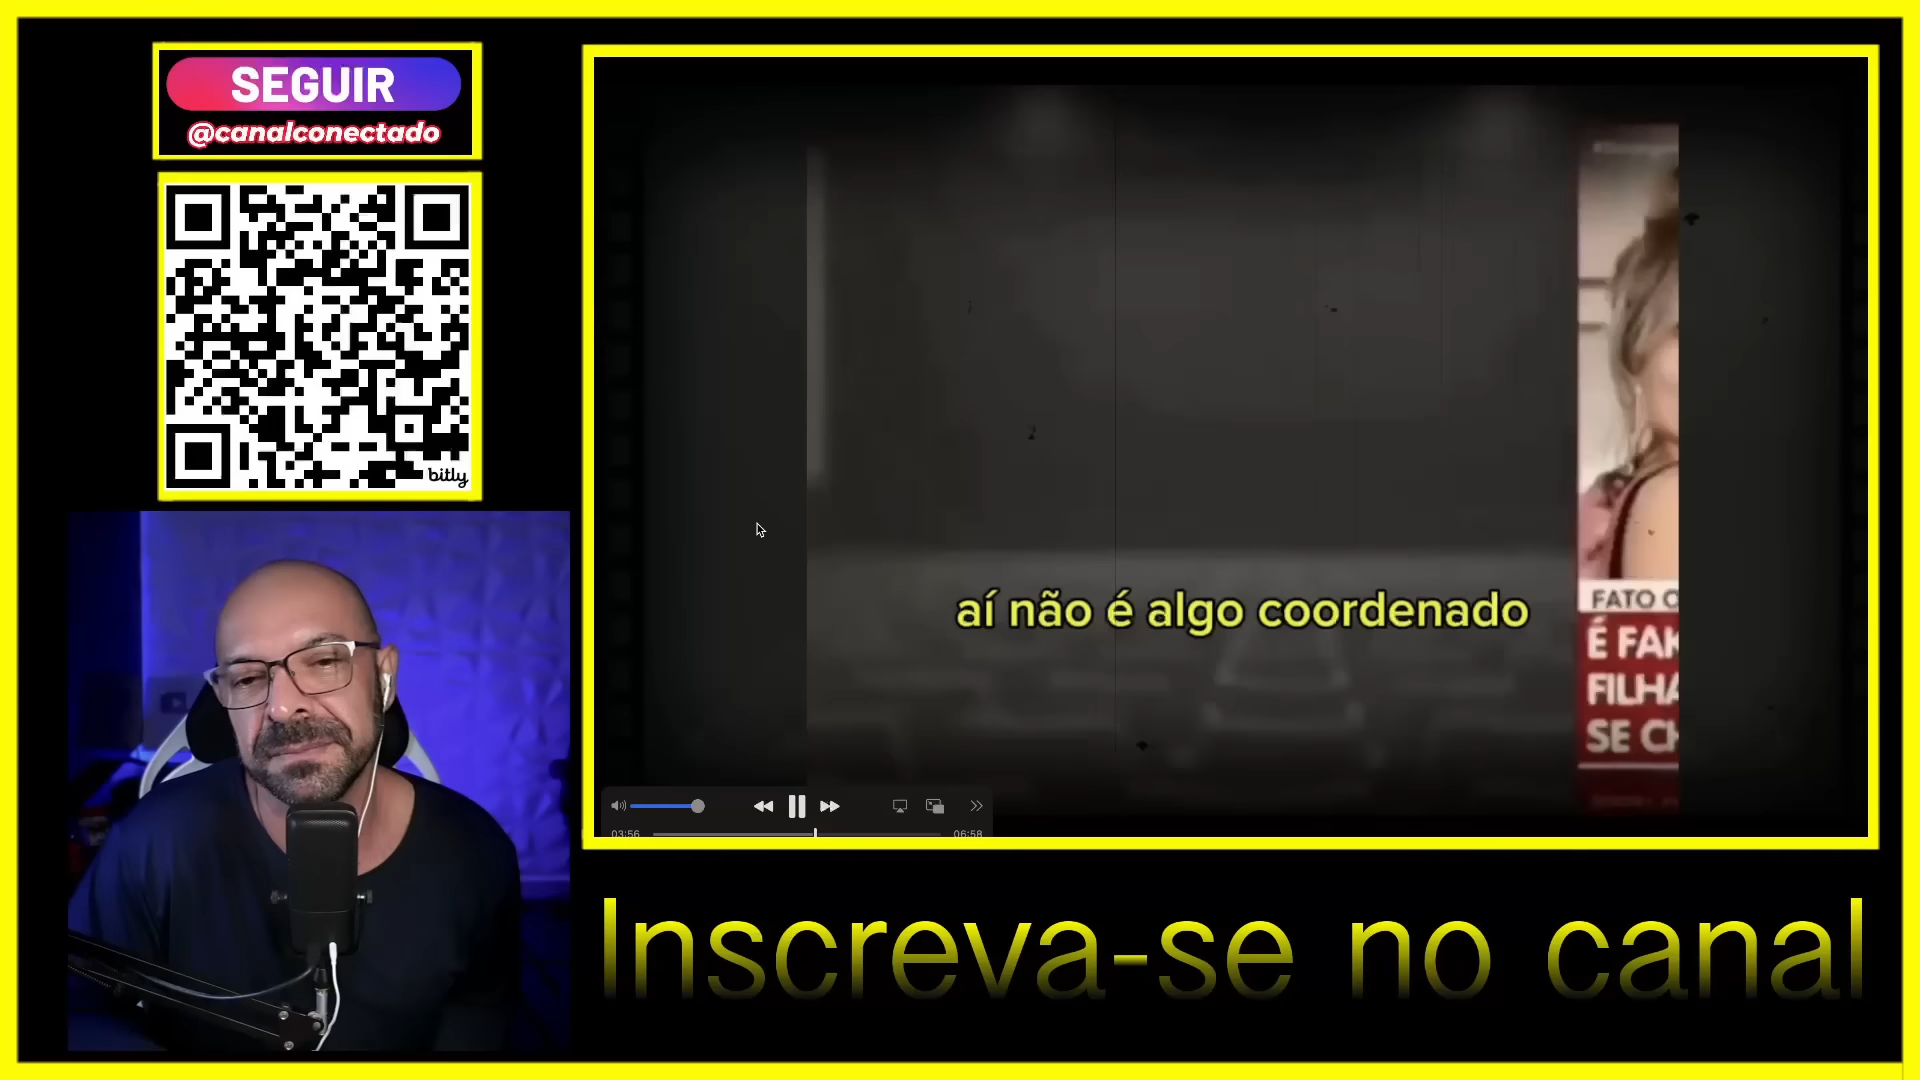 SEGUIR
@canalconectado
bitly
aí não é algo coordenado
FATO
É FAK
FILHA
SE CH
03:56
06:58
Inscreva-se no canal